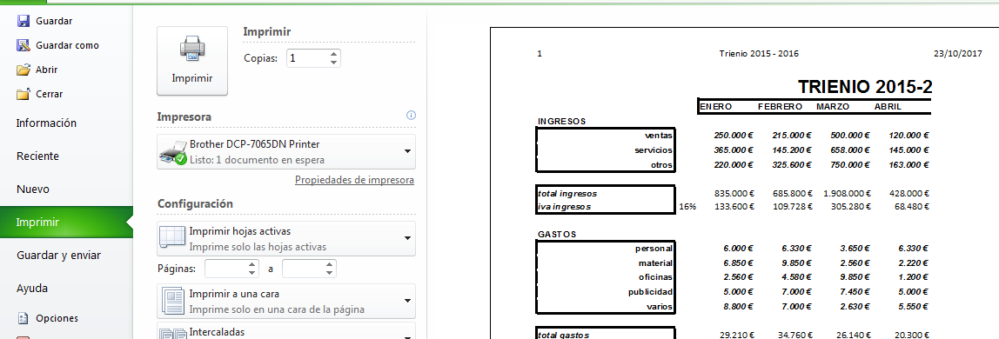 Guardar
Guardar como
Abrir
Cerrar
Información
Reciente
Nuevo
Imprimir
Guardar y enviar
Ayuda
Opciones
Imprimir
Imprimir
Copias: 1
Impresora
Brother DCP-7065DN Printer
Listo: 1 documento en espera
Propiedades de impresora
Configuración
Imprimir hojas activas
Imprime solo las hojas activas
Páginas: a
Imprimir a una cara
Imprime solo en una cara de la página
Intercaladas
1 Trienio 2015 - 2016 23/10/2017
TRIENIO 2015-2
ENERO FEBRERO MARZO ABRIL
INGRESOS
ventas 250.000 € 215.000 € 500.000 € 120.000 €
servicios 365.000 € 145.200 € 658.000 € 145.000 €
otros 220.000 € 325.600 € 750.000 € 163.000 €
total ingresos 835.000 € 685.800 € 1.908.000 € 428.000 €
iva ingresos 16% 133.600 € 109.728 € 305.280 € 68.480 €
GASTOS
personal 6.000 € 6.330 € 3.650 € 6.330 €
material 6.850 € 9.850 € 2.560 € 2.220 €
oficinas 2.560 € 4.580 € 9.850 € 1.200 €
publicidad 5.000 € 7.000 € 7.450 € 5.000 €
varios 8.800 € 7.000 € 2.630 € 5.550 €
total gastos 29.210 € 34.760 € 26.140 € 20.300 €